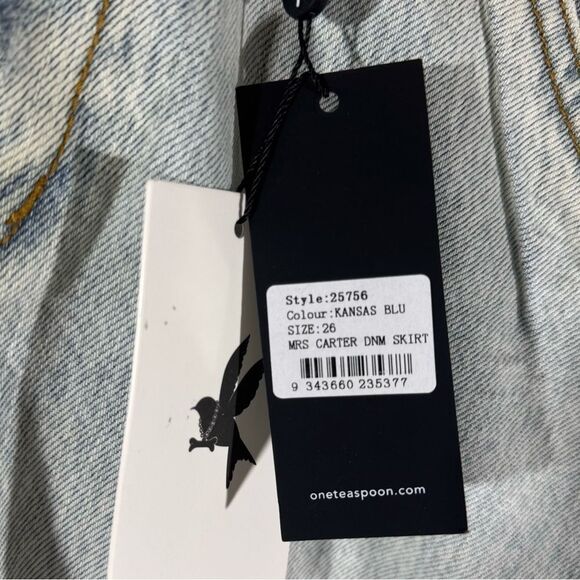 Style:25756
Colour:KANSAS BLU
SIZE:26
MRS CARTER DNM SKIRT
9 343660 235377
oneteaspoon.com